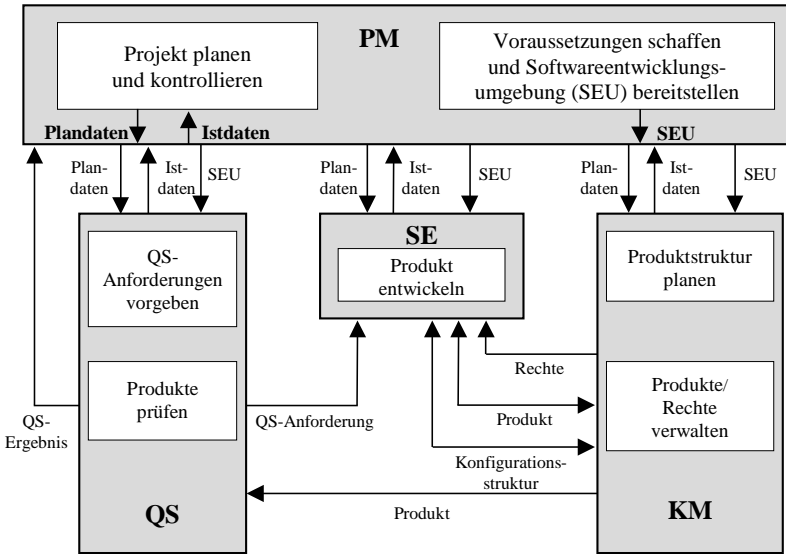 PM
Projekt planen
und kontrollieren
Voraussetzungen schaffen
und Softwareentwicklungs-
umgebung (SEU) bereitstellen
Plandaten
Istdaten
SEU
Plan-
daten
Ist-
daten
SEU
Plan-
daten
Ist-
daten
SEU
Plan-
daten
Ist-
daten
SEU
QS-
Anforderungen
vorgeben
SE
Produkt
entwickeln
Produktstruktur
planen
Produkte
prüfen
Rechte
Produkte/
Rechte
verwalten
QS-
Ergebnis
QS-Anforderung
Produkt
Konfigurations-
struktur
QS
Produkt
KM